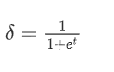 δ = 1 / (1+e^t)